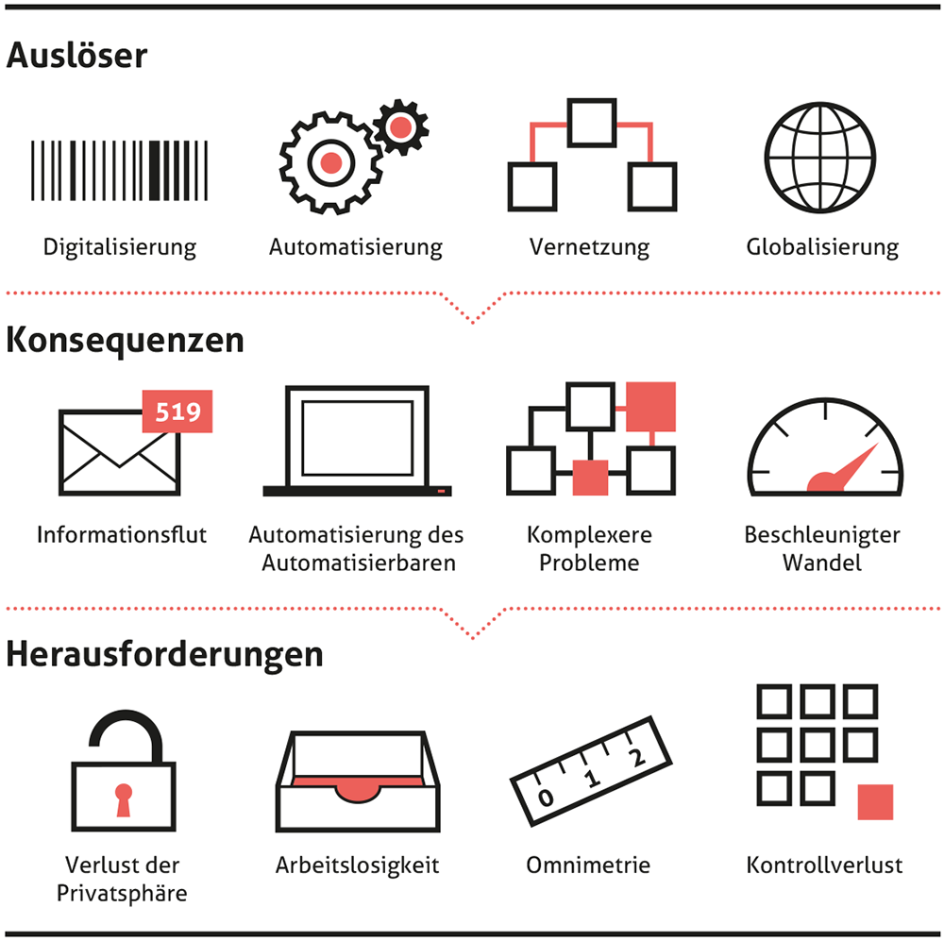 Auslöser
Digitalisierung
Automatisierung
Vernetzung
Globalisierung
Konsequenzen
519
Informationsflut
Automatisierung des
Automatisierbaren
Komplexere
Probleme
Beschleunigter
Wandel
Herausforderungen
0 1 2
Verlust der
Privatsphäre
Arbeitslosigkeit
Omnimetrie
Kontrollverlust